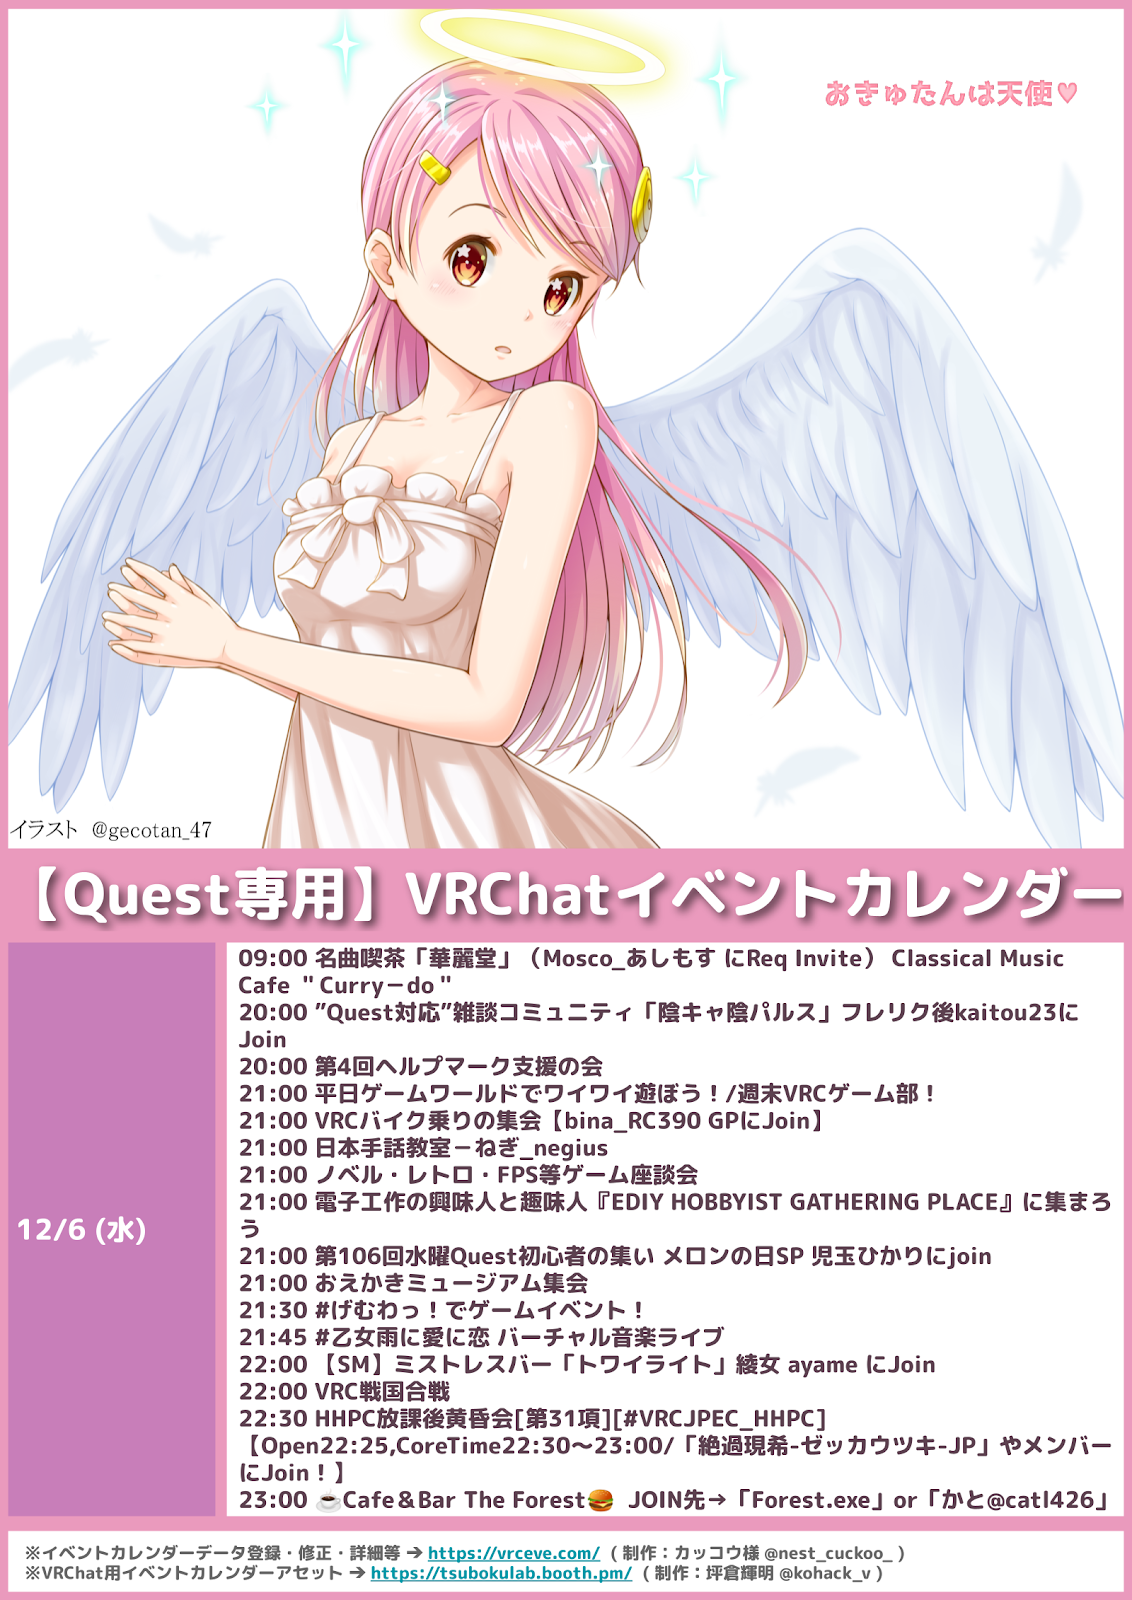 おきゅたんは天使♥
イラスト @gecotan_47
【Quest専用】VRChatイベントカレンダー
12/6 (水)
09:00 名曲喫茶「華麗堂」（Mosco_あしもす にReq Invite） Classical Music
Cafe ＂Curryーdo＂
20:00 ”Quest対応”雑談コミュニティ「陰キャ陰パルス」フレリク後kaitou23に
Join
20:00 第4回ヘルプマーク支援の会
21:00 平日ゲームワールドでワイワイ遊ぼう！/週末VRCゲーム部！
21:00 VRCバイク乗りの集会【bina_RC390 GPにJoin】
21:00 日本手話教室－ねぎ_negius
21:00 ノベル・レトロ・FPS等ゲーム座談会
21:00 電子工作の興味人と趣味人『EDIY HOBBYIST GATHERING PLACE』に集まろ
う
21:00 第106回水曜Quest初心者の集い メロンの日SP 児玉ひかりにjoin
21:00 おえかきミュージアム集会
21:30 #げむわっ！でゲームイベント！
21:45 #乙女雨に愛に恋 バーチャル音楽ライブ
22:00 【SM】ミストレスバー「トワイライト」綾女 ayame にJoin
22:00 VRC戦国合戦
22:30 HHPC放課後黄昏会[第31項][#VRCJPEC_HHPC]
【Open22:25,CoreTime22:30～23:00/「絶過現希-ゼッカウツキ-JP」やメンバー
にJoin！】
23:00 ☕Cafe＆Bar The Forest🍔 JOIN先→「Forest.exe」or「かと@catl426」
※イベントカレンダーデータ登録・修正・詳細等 → https://vrceve.com/ （ 制作：カッコウ様 @nest_cuckoo_ ）
※VRChat用イベントカレンダーアセット → https://tsubokulab.booth.pm/ （ 制作：坪倉輝明 @kohack_v ）